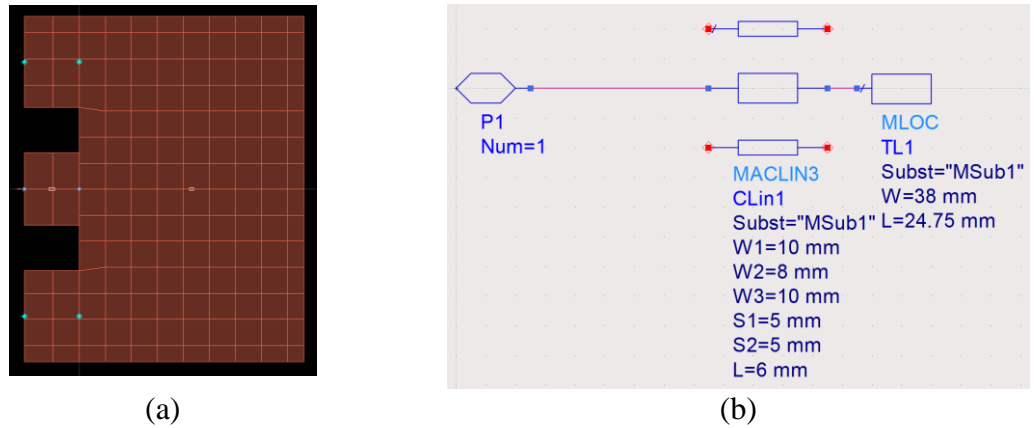 P1
Num=1
MLOC
TL1
Subst="MSub1"
W=38 mm
L=24.75 mm
MACLIN3
CLin1
Subst="MSub1"
W1=10 mm
W2=8 mm
W3=10 mm
S1=5 mm
S2=5 mm
L=6 mm
(a)
(b)